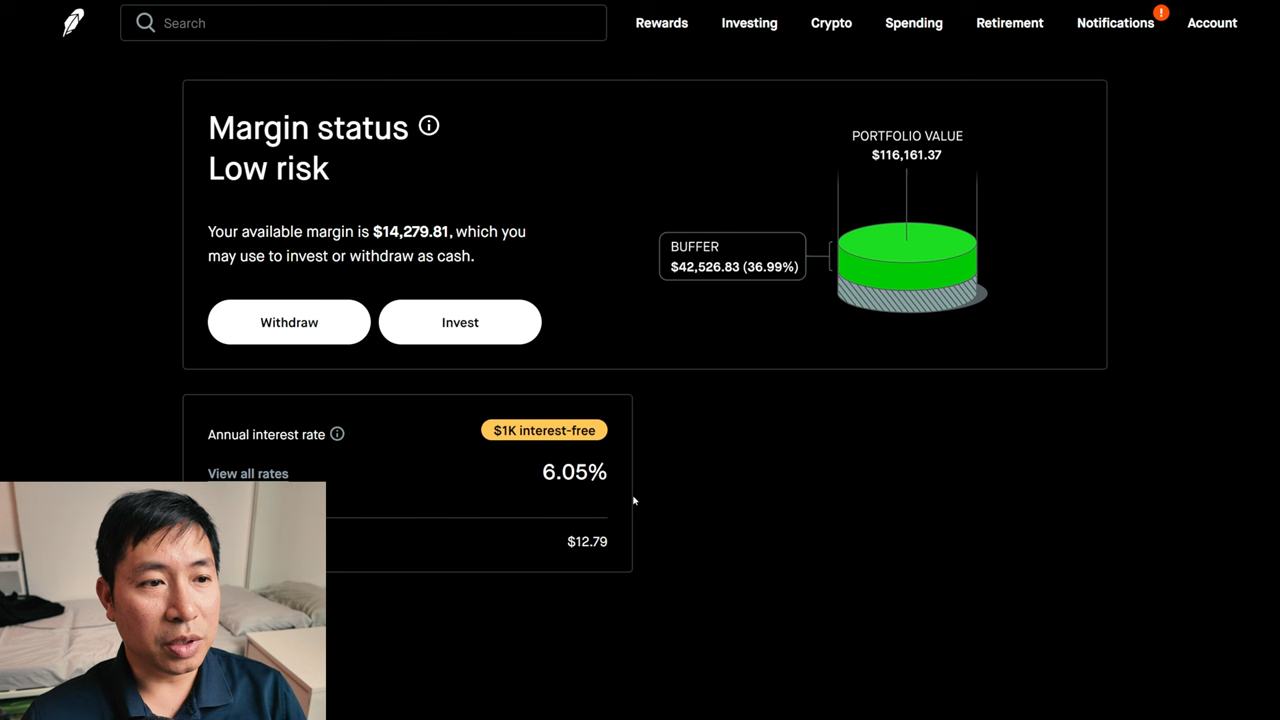 Search
Rewards
Investing
Crypto
Spending
Retirement
Notifications
!
Account
Margin status
Low risk
Your available margin is $14,279.81, which you
may use to invest or withdraw as cash.
Withdraw
Invest
PORTFOLIO VALUE
$116,161.37
BUFFER
$42,526.83 (36.99%)
Annual interest rate
$1K interest-free
View all rates
6.05%
$12.79